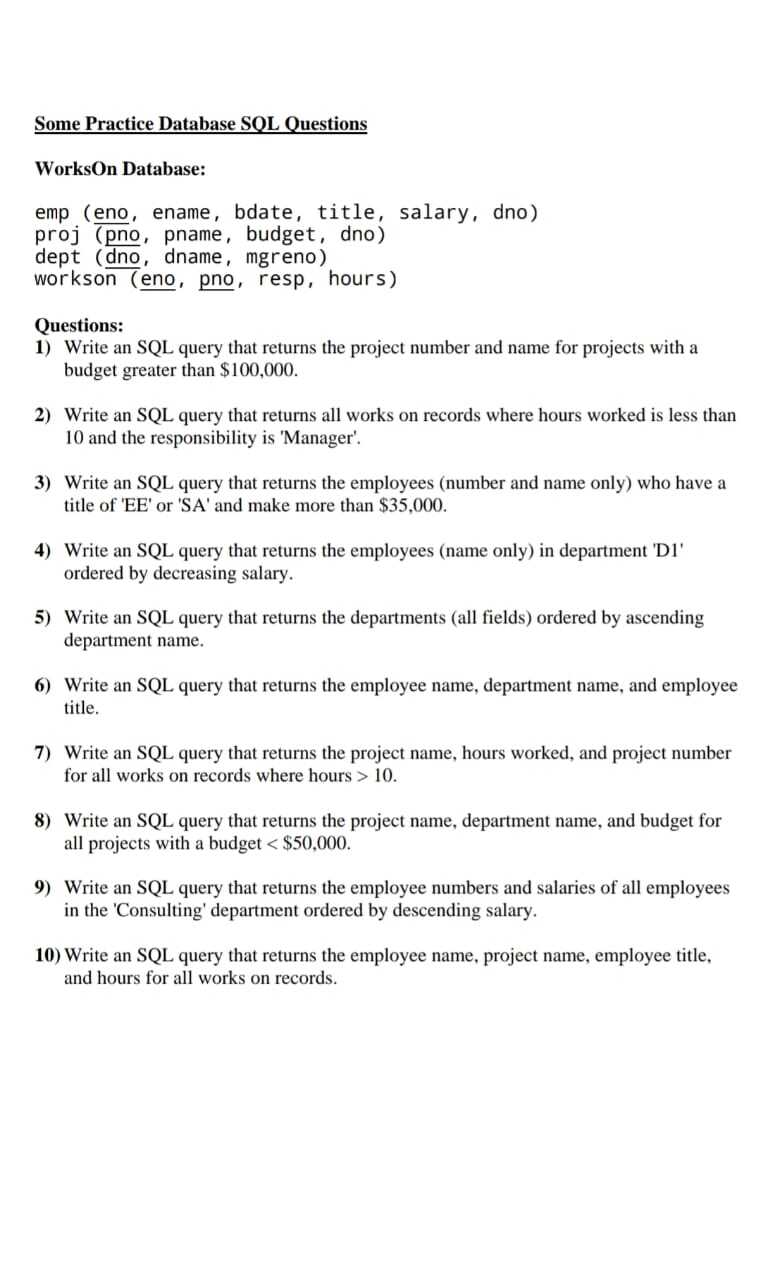 Some Practice Database SQL Questions
WorksOn Database:
emp (eno, ename, bdate, title, salary, dno)
proj (pno, pname, budget, dno)
dept (dno, dname, mgreno)
workson (eno, pno, resp, hours)
Questions:
1) Write an SQL query that returns the project number and name for projects with a
budget greater than $100,000.
2) Write an SQL query that returns all works on records where hours worked is less than
10 and the responsibility is 'Manager'.
3) Write an SQL query that returns the employees (number and name only) who have a
title of 'EE' or 'SA' and make more than $35,000.
4) Write an SQL query that returns the employees (name only) in department 'D1'
ordered by decreasing salary.
5) Write an SQL query that returns the departments (all fields) ordered by ascending
department name.
6) Write an SQL query that returns the employee name, department name, and employee
title.
7) Write an SQL query that returns the project name, hours worked, and project number
for all works on records where hours > 10.
8) Write an SQL query that returns the project name, department name, and budget for
all projects with a budget < $50,000.
9) Write an SQL query that returns the employee numbers and salaries of all employees
in the 'Consulting' department ordered by descending salary.
10) Write an SQL query that returns the employee name, project name, employee title,
and hours for all works on records.